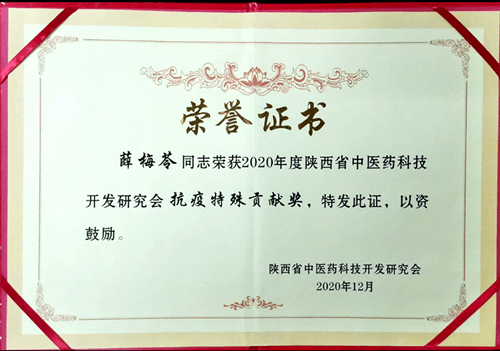 荣誉证书
薛梅苓同志荣获2020年度陕西省中医药科技
开发研究会抗疫特殊贡献奖，特发此证，以资
鼓励。
陕西省中医药科技开发研究会
2020年12月